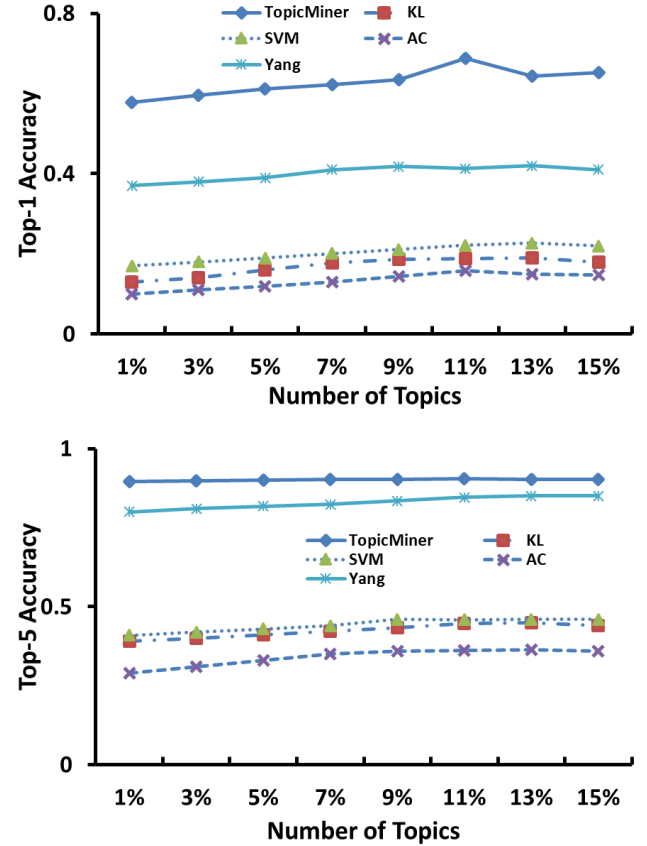 0.8
TopicMiner KL
SVM AC
Yang
0.4
0
Top-1 Accuracy
1% 3% 5% 7% 9% 11% 13% 15%
Number of Topics
1
TopicMiner KL
SVM AC
Yang
0.5
0
Top-5 Accuracy
1% 3% 5% 7% 9% 11% 13% 15%
Number of Topics